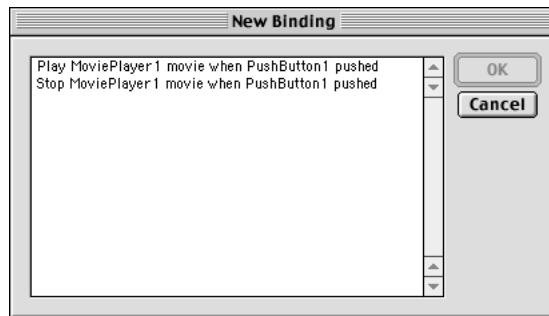 New Binding
Play MoviePlayer1 movie when PushButton1 pushed
Stop MoviePlayer1 movie when PushButton1 pushed
OK
Cancel